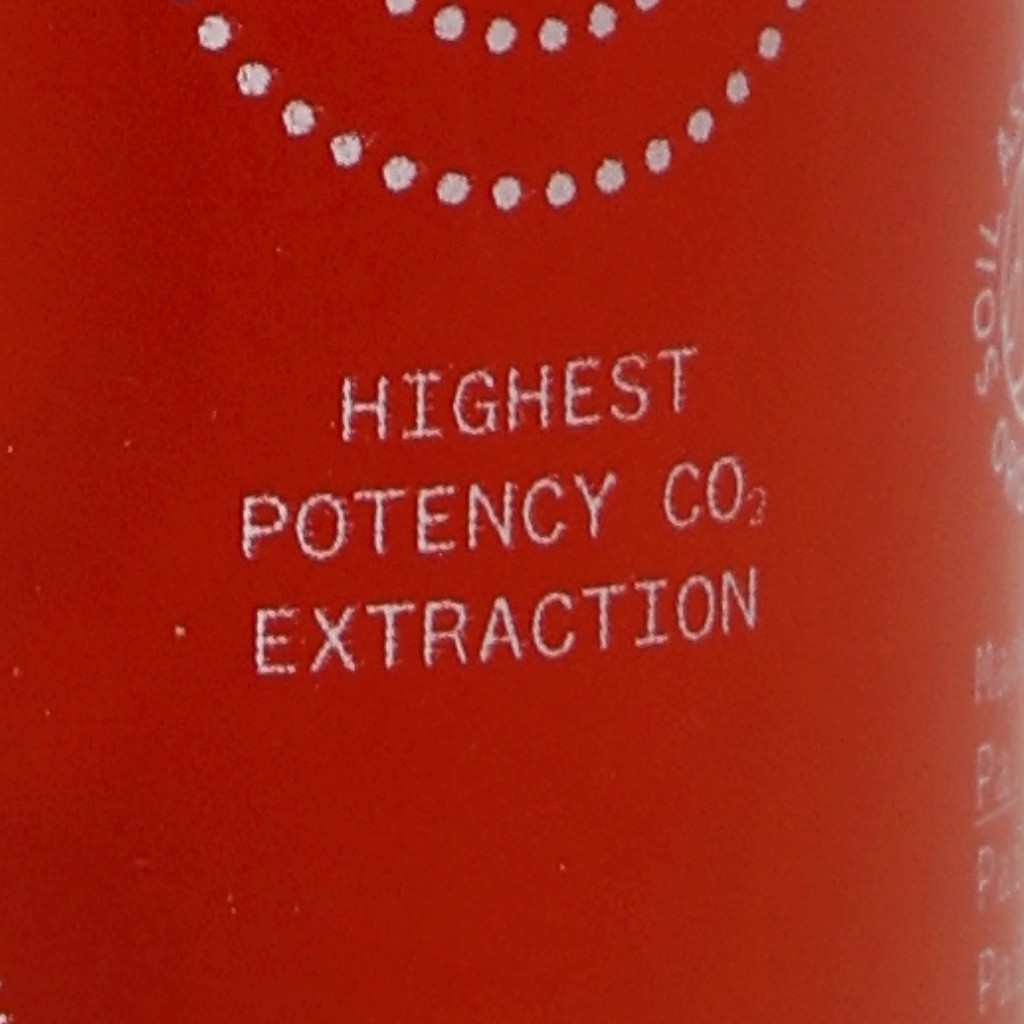 HIGHEST
POTENCY CO₂
EXTRACTION
SOIL